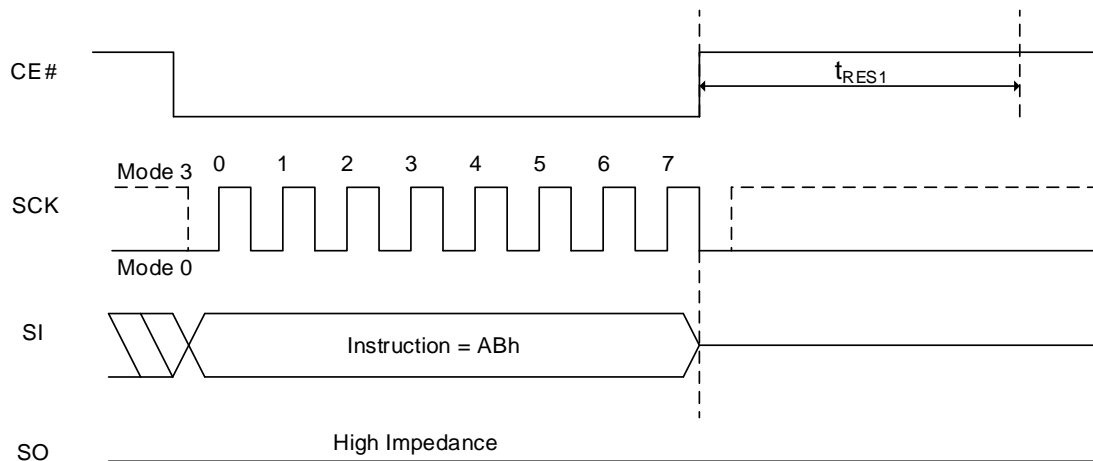 CE#
tRES1
Mode 3
0 1 2 3 4 5 6 7
SCK
Mode 0
SI
Instruction = ABh
SO
High Impedance